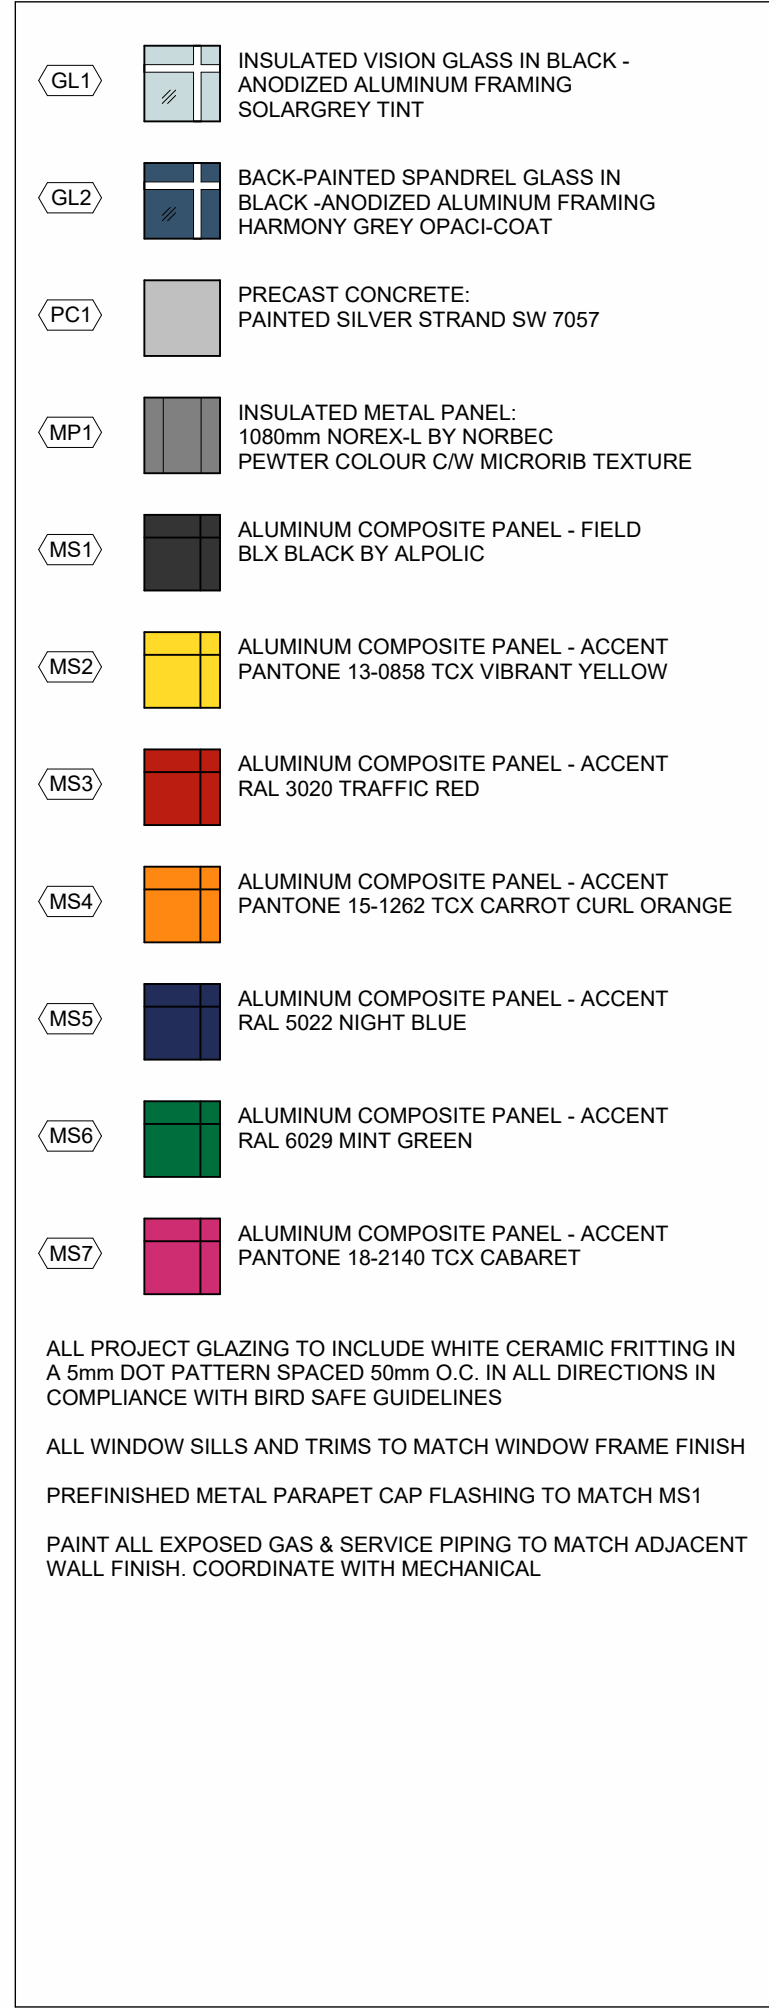 GL1
INSULATED VISION GLASS IN BLACK -
ANODIZED ALUMINUM FRAMING
SOLARGREY TINT
GL2
BACK-PAINTED SPANDREL GLASS IN
BLACK -ANODIZED ALUMINUM FRAMING
HARMONY GREY OPACI-COAT
PC1
PRECAST CONCRETE:
PAINTED SILVER STRAND SW 7057
MP1
INSULATED METAL PANEL:
1080mm NOREX-L BY NORBEC
PEWTER COLOUR C/W MICRORIB TEXTURE
MS1
ALUMINUM COMPOSITE PANEL - FIELD
BLX BLACK BY ALPOLIC
MS2
ALUMINUM COMPOSITE PANEL - ACCENT
PANTONE 13-0858 TCX VIBRANT YELLOW
MS3
ALUMINUM COMPOSITE PANEL - ACCENT
RAL 3020 TRAFFIC RED
MS4
ALUMINUM COMPOSITE PANEL - ACCENT
PANTONE 15-1262 TCX CARROT CURL ORANGE
MS5
ALUMINUM COMPOSITE PANEL - ACCENT
RAL 5022 NIGHT BLUE
MS6
ALUMINUM COMPOSITE PANEL - ACCENT
RAL 6029 MINT GREEN
MS7
ALUMINUM COMPOSITE PANEL - ACCENT
PANTONE 18-2140 TCX CABARET
ALL PROJECT GLAZING TO INCLUDE WHITE CERAMIC FRITTING IN
A 5mm DOT PATTERN SPACED 50mm O.C. IN ALL DIRECTIONS IN
COMPLIANCE WITH BIRD SAFE GUIDELINES
ALL WINDOW SILLS AND TRIMS TO MATCH WINDOW FRAME FINISH
PREFINISHED METAL PARAPET CAP FLASHING TO MATCH MS1
PAINT ALL EXPOSED GAS & SERVICE PIPING TO MATCH ADJACENT
WALL FINISH. COORDINATE WITH MECHANICAL